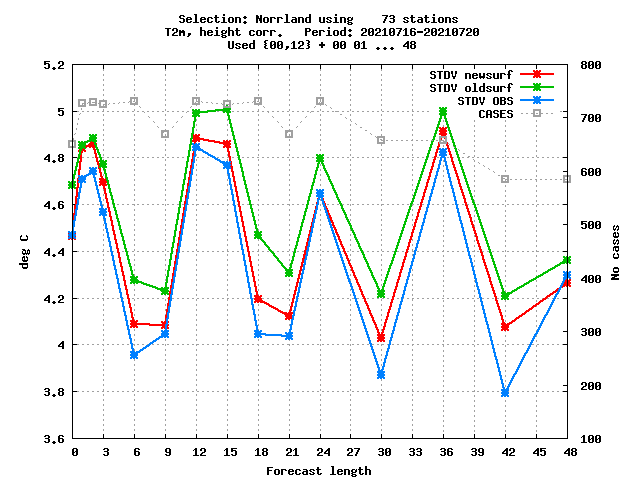 Selection: Norrland using    73 stations
T2m, height corr.   Period: 20210716-20210720
Used {00,12} + 00 01 ... 48
STDV newsurf
STDV oldsurf
STDV OBS
CASES
5.2
5
4.8
4.6
4.4
4.2
4
3.8
3.6
deg C
800
700
600
500
400
300
200
100
No cases
0 3 6 9 12 15 18 21 24 27 30 33 36 39 42 45 48
Forecast length